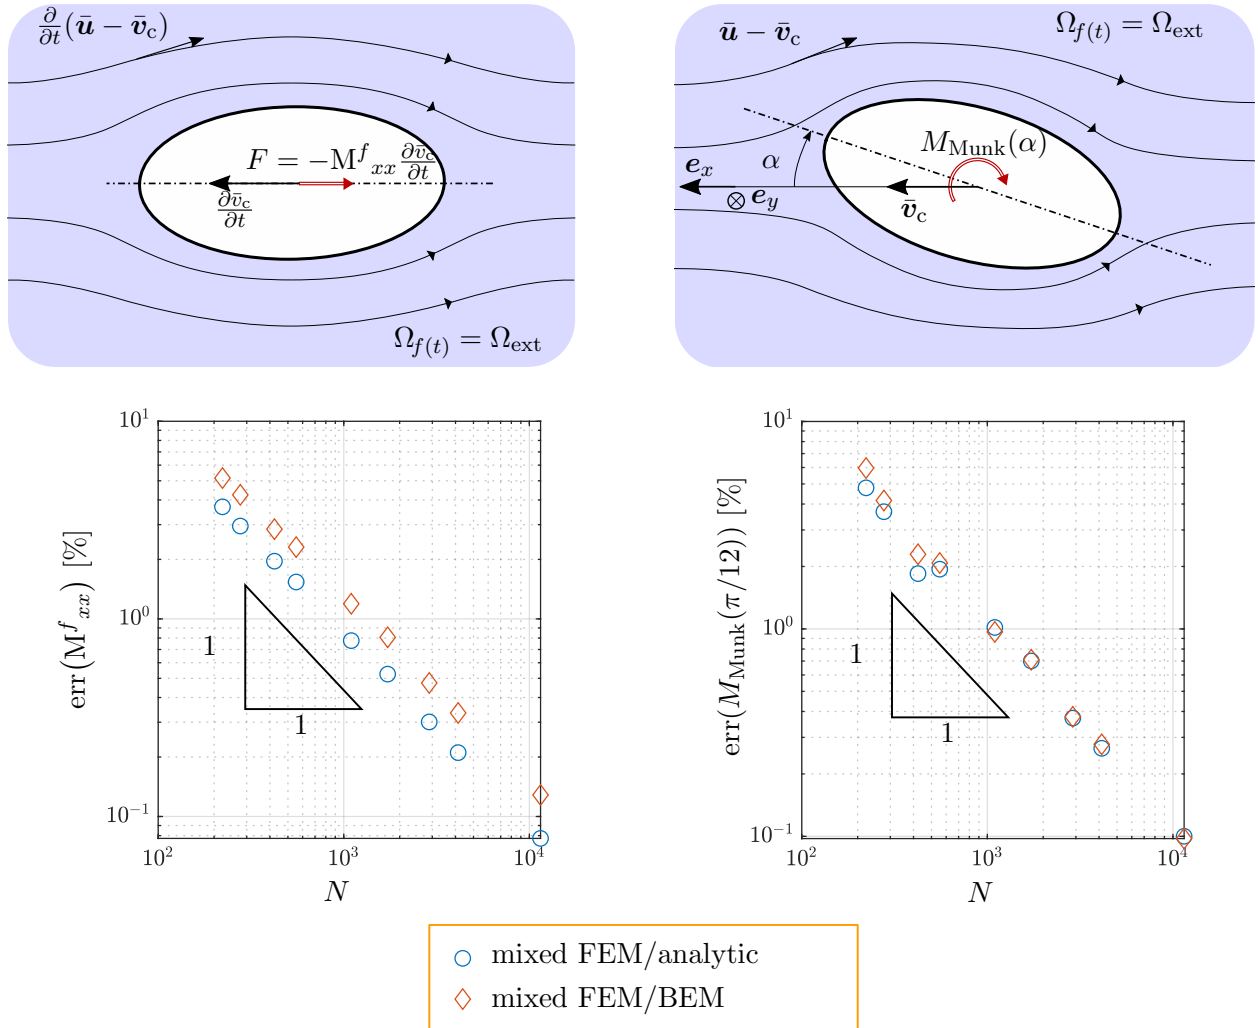 ∂/∂t(ū − v̄_c)
F = −M^f_xx ∂v̄_c/∂t
∂v̄_c/∂t
Ω_f(t) = Ω_ext
ū − v̄_c
Ω_f(t) = Ω_ext
M_Munk(α)
α
e_x
⊗ e_y
v̄_c
10^1
10^0
10^−1
err(M^f_xx) [%]
1
1
10^2
10^3
10^4
N
10^1
10^0
10^−1
err(M_Munk(π/12)) [%]
1
1
10^2
10^3
10^4
N
mixed FEM/analytic
mixed FEM/BEM